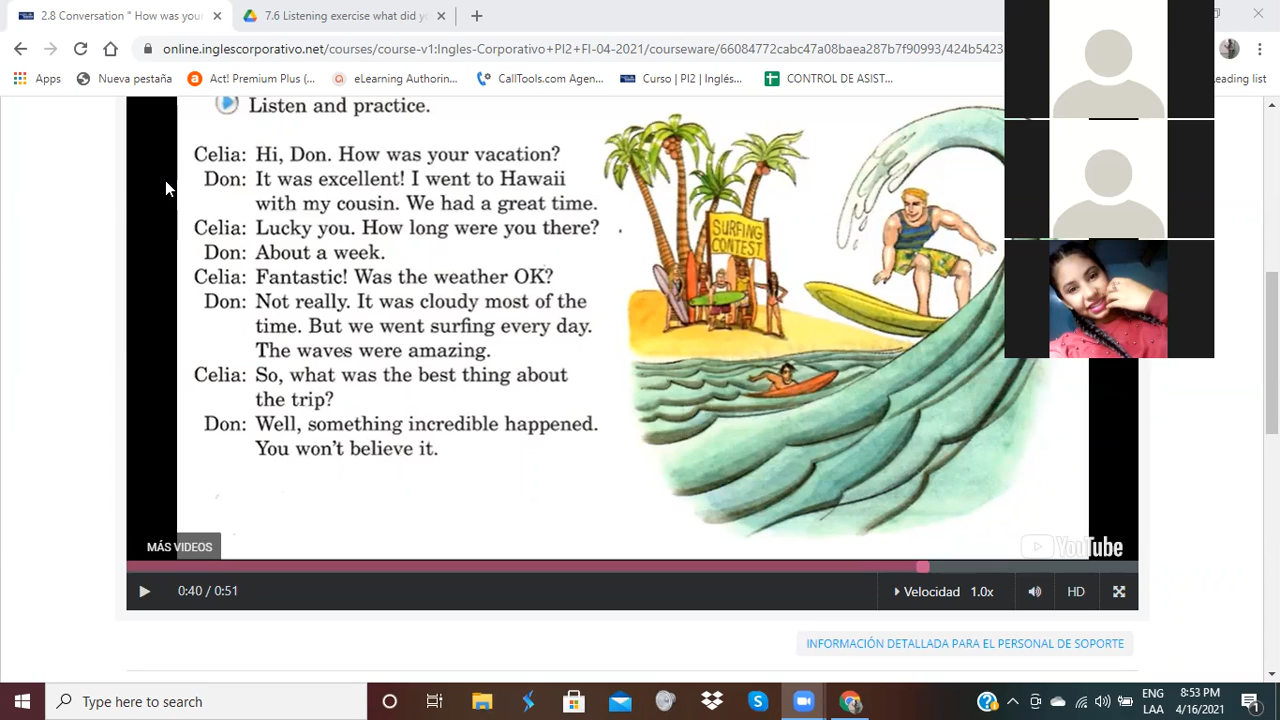 2.8 Conversation " How was you
7.6 Listening exercise what did y
online.inglescorporativo.net/courses/course-v1:Ingles-Corporativo+PI2+FI-04-2021/courseware/66084772cabc47a08baea287b7f90993/424b5423
Apps
Nueva pestaña
Act! Premium Plus (...
eLearning Authorin...
CallTools.com Agen...
Curso | PI2 | Inglés...
CONTROL DE ASIST...
eading list
Listen and practice.
Celia: Hi, Don. How was your vacation?
Don: It was excellent! I went to Hawaii
with my cousin. We had a great time.
Celia: Lucky you. How long were you there?
Don: About a week.
Celia: Fantastic! Was the weather OK?
Don: Not really. It was cloudy most of the
time. But we went surfing every day.
The waves were amazing.
Celia: So, what was the best thing about
the trip?
Don: Well, something incredible happened.
You won't believe it.
SURFING
CONTEST
MÁS VIDEOS
YouTube
0:40 / 0:51
Velocidad 1.0x
HD
INFORMACIÓN DETALLADA PARA EL PERSONAL DE SOPORTE
Type here to search
ENG
LAA
8:53 PM
4/16/2021
1